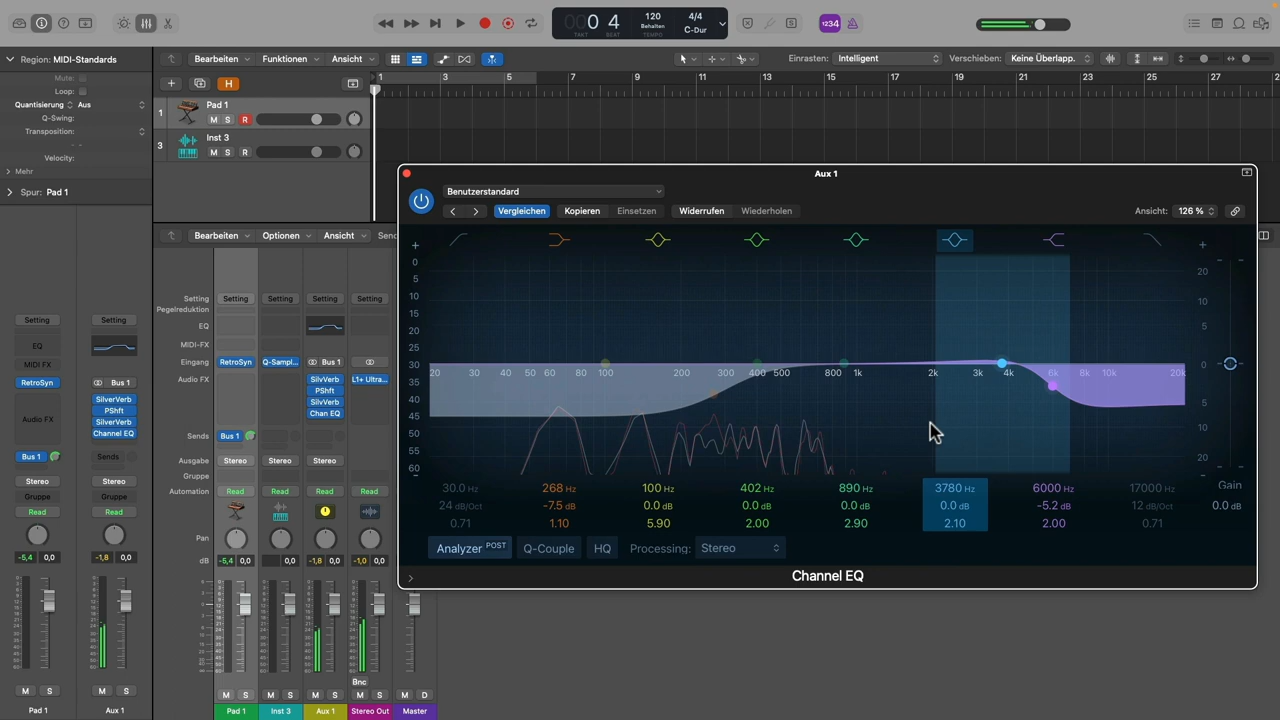 0 4
TAKT BEAT
120
Behalten
TEMPO
4/4
C-Dur
1234
Region: MIDI-Standards
Mute:
Loop:
Quantisierung Aus
Q-Swing:
Transposition:
Velocity:
Mehr
Spur: Pad 1
Bearbeiten Funktionen Ansicht
Einrasten: Intelligent Verschieben: Keine Überlapp.
H
1 3 5 7 9 11 13 15 17 19 21 23 25 27
1 Pad 1
M S R
3 Inst 3
M S R
Bearbeiten Optionen Ansicht
Setting Setting Setting Setting Setting
Pegelreduktion
EQ
MIDI-FX
Eingang RetroSyn Q-Sampl... Bus 1
Audio FX SilvVerb L1+ Ultra...
PShft
SilvVerb
Chan EQ
Sends Bus 1
Ausgabe Stereo Stereo Stereo
Gruppe
Automation Read Read Read Read
Pan
dB -5,4 0,0 0,0 -1,8 0,0 -1,0 0,0
Bnc
M S M S M S M S M D
Pad 1 Inst 3 Aux 1 Stereo Out Master
Setting Setting
EQ
MIDI FX
RetroSyn Bus 1
Audio FX
SilverVerb
PShft
SilverVerb
Channel EQ
Bus 1 Sends
Stereo Stereo
Gruppe Gruppe
Read Read
-5,4 0,0 -1,8 0,0
M S M S
Pad 1 Aux 1
Aux 1
Benutzerstandard
Vergleichen Kopieren Einsetzen Widerrufen Wiederholen
Ansicht: 126 %
+ +
0
5
10
15
20
25
30
35
40
45
50
55
60
20 30 40 50 60 80 100 200 300 400 500 800 1k 2k 3k 4k 6k 8k 10k 20k
20
10
5
0
5
10
20
30.0 Hz 268 Hz 100 Hz 402 Hz 890 Hz 3780 Hz 6000 Hz 17000 Hz
24 dB/Oct -7.5 dB 0.0 dB 0.0 dB 0.0 dB 0.0 dB -5.2 dB 12 dB/Oct
0.71 1.10 5.90 2.00 2.90 2.10 2.00 0.71
Gain
0.0 dB
Analyzer POST Q-Couple HQ Processing: Stereo
Channel EQ